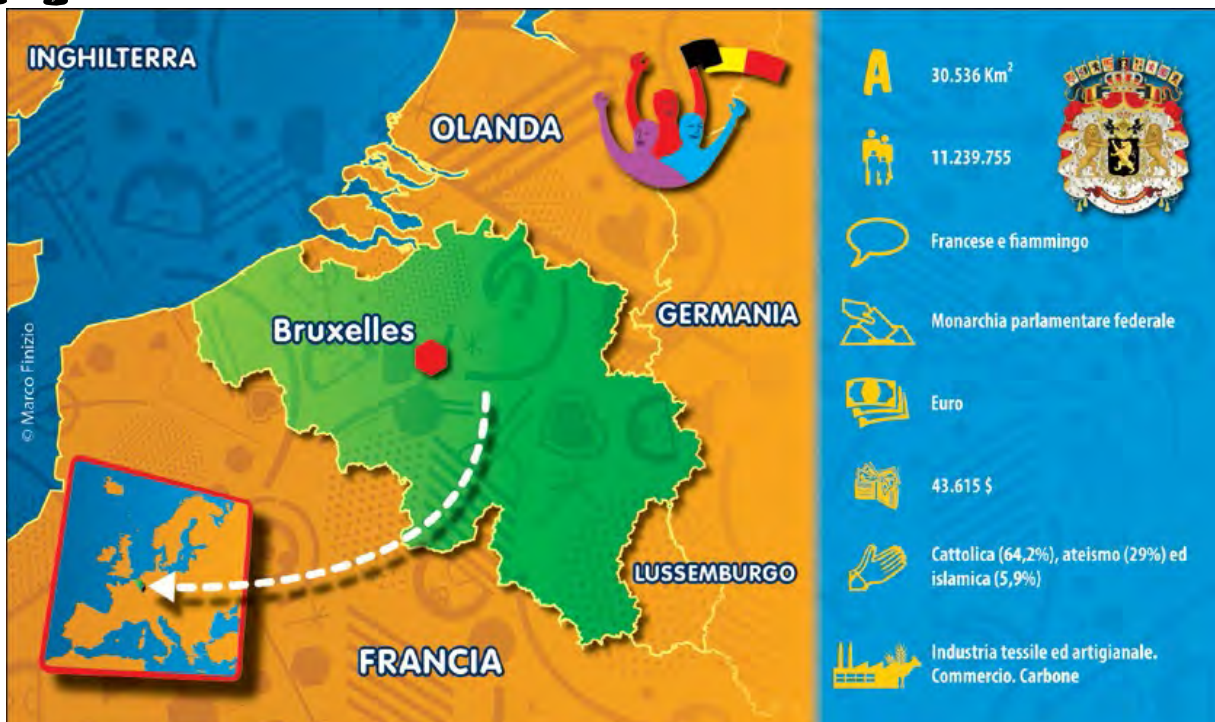 INGHILTERRA
OLANDA
Bruxelles
GERMANIA
LUSSEMBURGO
FRANCIA
© Marco Finizio
A
30.536 Km²
11.239.755
Francese e fiammingo
Monarchia parlamentare federale
Euro
43.615 $
Cattolica (64,2%), ateismo (29%) ed
islamica (5,9%)
Industria tessile ed artigianale.
Commercio. Carbone